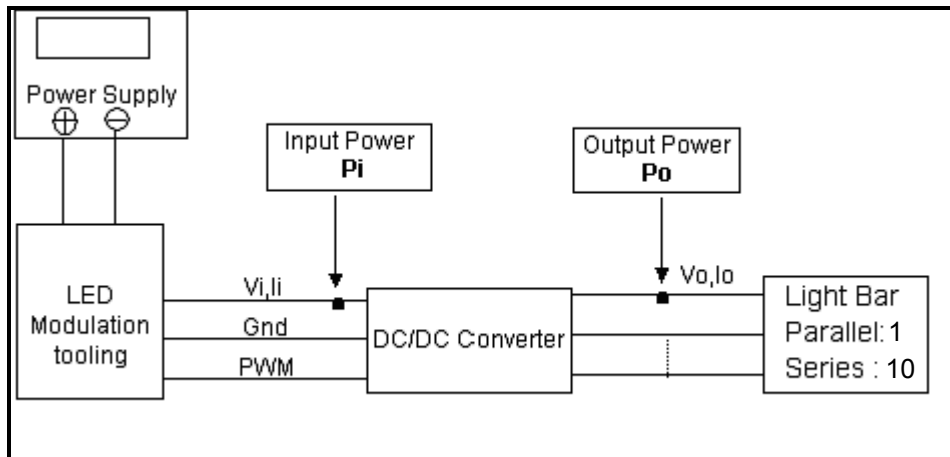 Power Supply
Input Power
Pi
Output Power
Po
LED
Modulation
tooling
Vi,Ii
Gnd
PWM
DC/DC Converter
Vo,Io
Light Bar
Parallel: 1
Series : 10